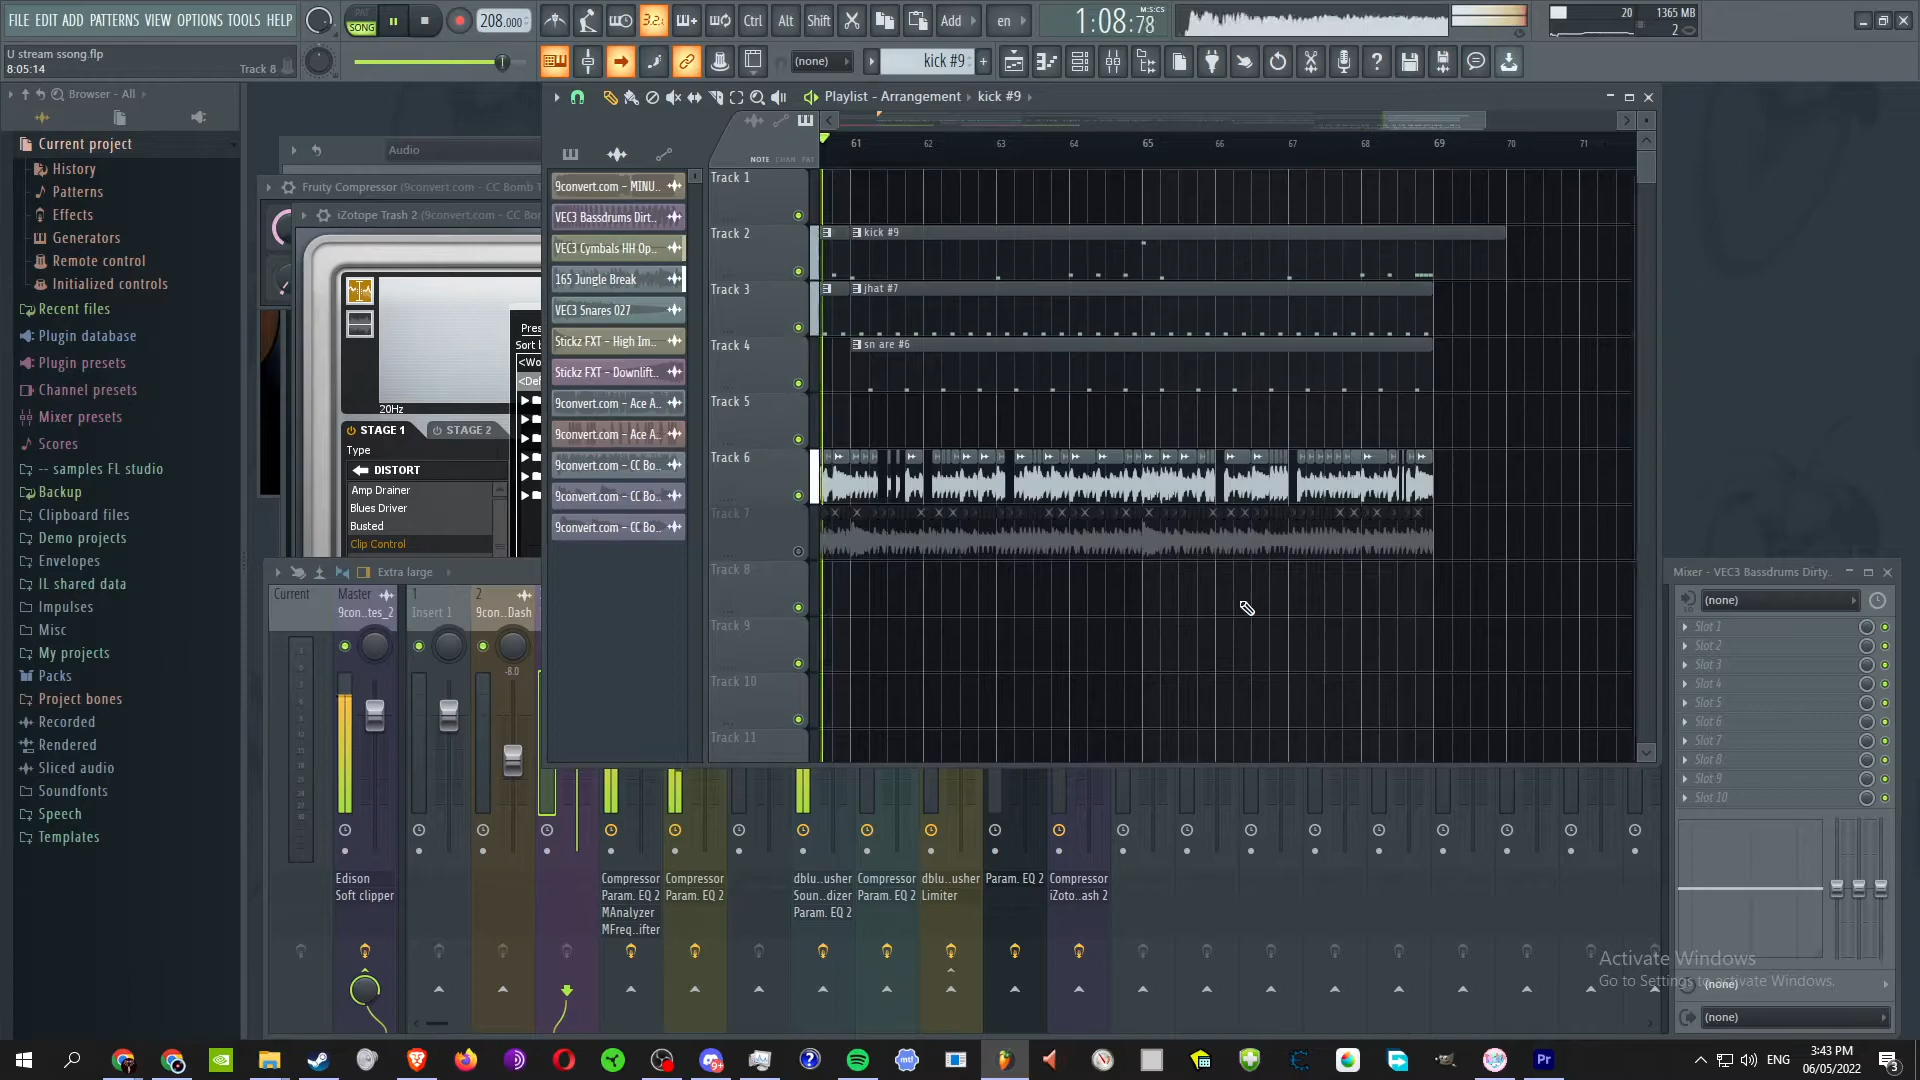 FILE EDIT ADD PATTERNS VIEW OPTIONS TOOLS HELP
PAT
SONG
208.000
3.2.
Ctrl
Alt
Shift
Add
en
1:08:78
M:S:CS
20
1365 MB
2
U stream ssong.flp
8:05:14
Track 8
(none)
kick #9
Browser - All
Current project
History
Patterns
Effects
Generators
Remote control
Initialized controls
Recent files
Plugin database
Plugin presets
Channel presets
Mixer presets
Scores
-- samples FL studio
Backup
Clipboard files
Demo projects
Envelopes
IL shared data
Impulses
Misc
My projects
Packs
Project bones
Recorded
Rendered
Sliced audio
Soundfonts
Speech
Templates
Audio
Fruity Compressor (9convert.com - CC Bomb T
iZotope Trash 2 (9convert.com - CC Bo
20Hz
Pres
Sort b
<Wo
<Def
STAGE 1
STAGE 2
Type
DISTORT
Amp Drainer
Blues Driver
Busted
Clip Control
Playlist - Arrangement
kick #9
NOTE CHAN PAT
61 62 63 64 65 66 67 68 69 70 71
9convert.com - MINU..
VEC3 Bassdrums Dirt..
VEC3 Cymbals HH Op..
165 Jungle Break
VEC3 Snares 027
Stickz FXT - High Im..
Stickz FXT - Downlift..
9convert.com - Ace A..
9convert.com - Ace A..
9convert.com - CC Bo..
9convert.com - CC Bo..
9convert.com - CC Bo..
Track 1
Track 2
kick #9
Track 3
jhat #7
Track 4
sn are #6
Track 5
Track 6
Track 7
Track 8
Track 9
Track 10
Track 11
Extra large
Current
Master
9con..tes_2
1
Insert 1
2
9con..Dash
-8.0
Edison
Soft clipper
Compressor
Param. EQ 2
MAnalyzer
MFreq..ifter
Compressor
Param. EQ 2
dblu..usher
Soun..dizer
Param. EQ 2
Compressor
Param. EQ 2
dblu..usher
Limiter
Param. EQ 2
Compressor
iZoto..ash 2
Mixer - VEC3 Bassdrums Dirty..
(none)
Slot 1
Slot 2
Slot 3
Slot 4
Slot 5
Slot 6
Slot 7
Slot 8
Slot 9
Slot 10
Activate Windows
Go to Settings to activate Windows.
(none)
(none)
9+
Pr
ENG
3:43 PM
06/05/2022
3